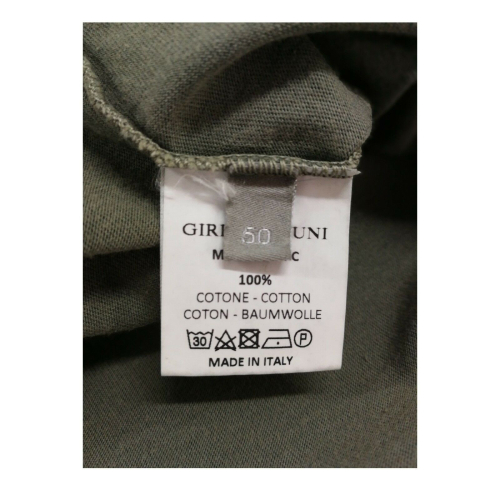 50
100%
COTONE - COTTON
COTON - BAUMWOLLE
30 P
MADE IN ITALY